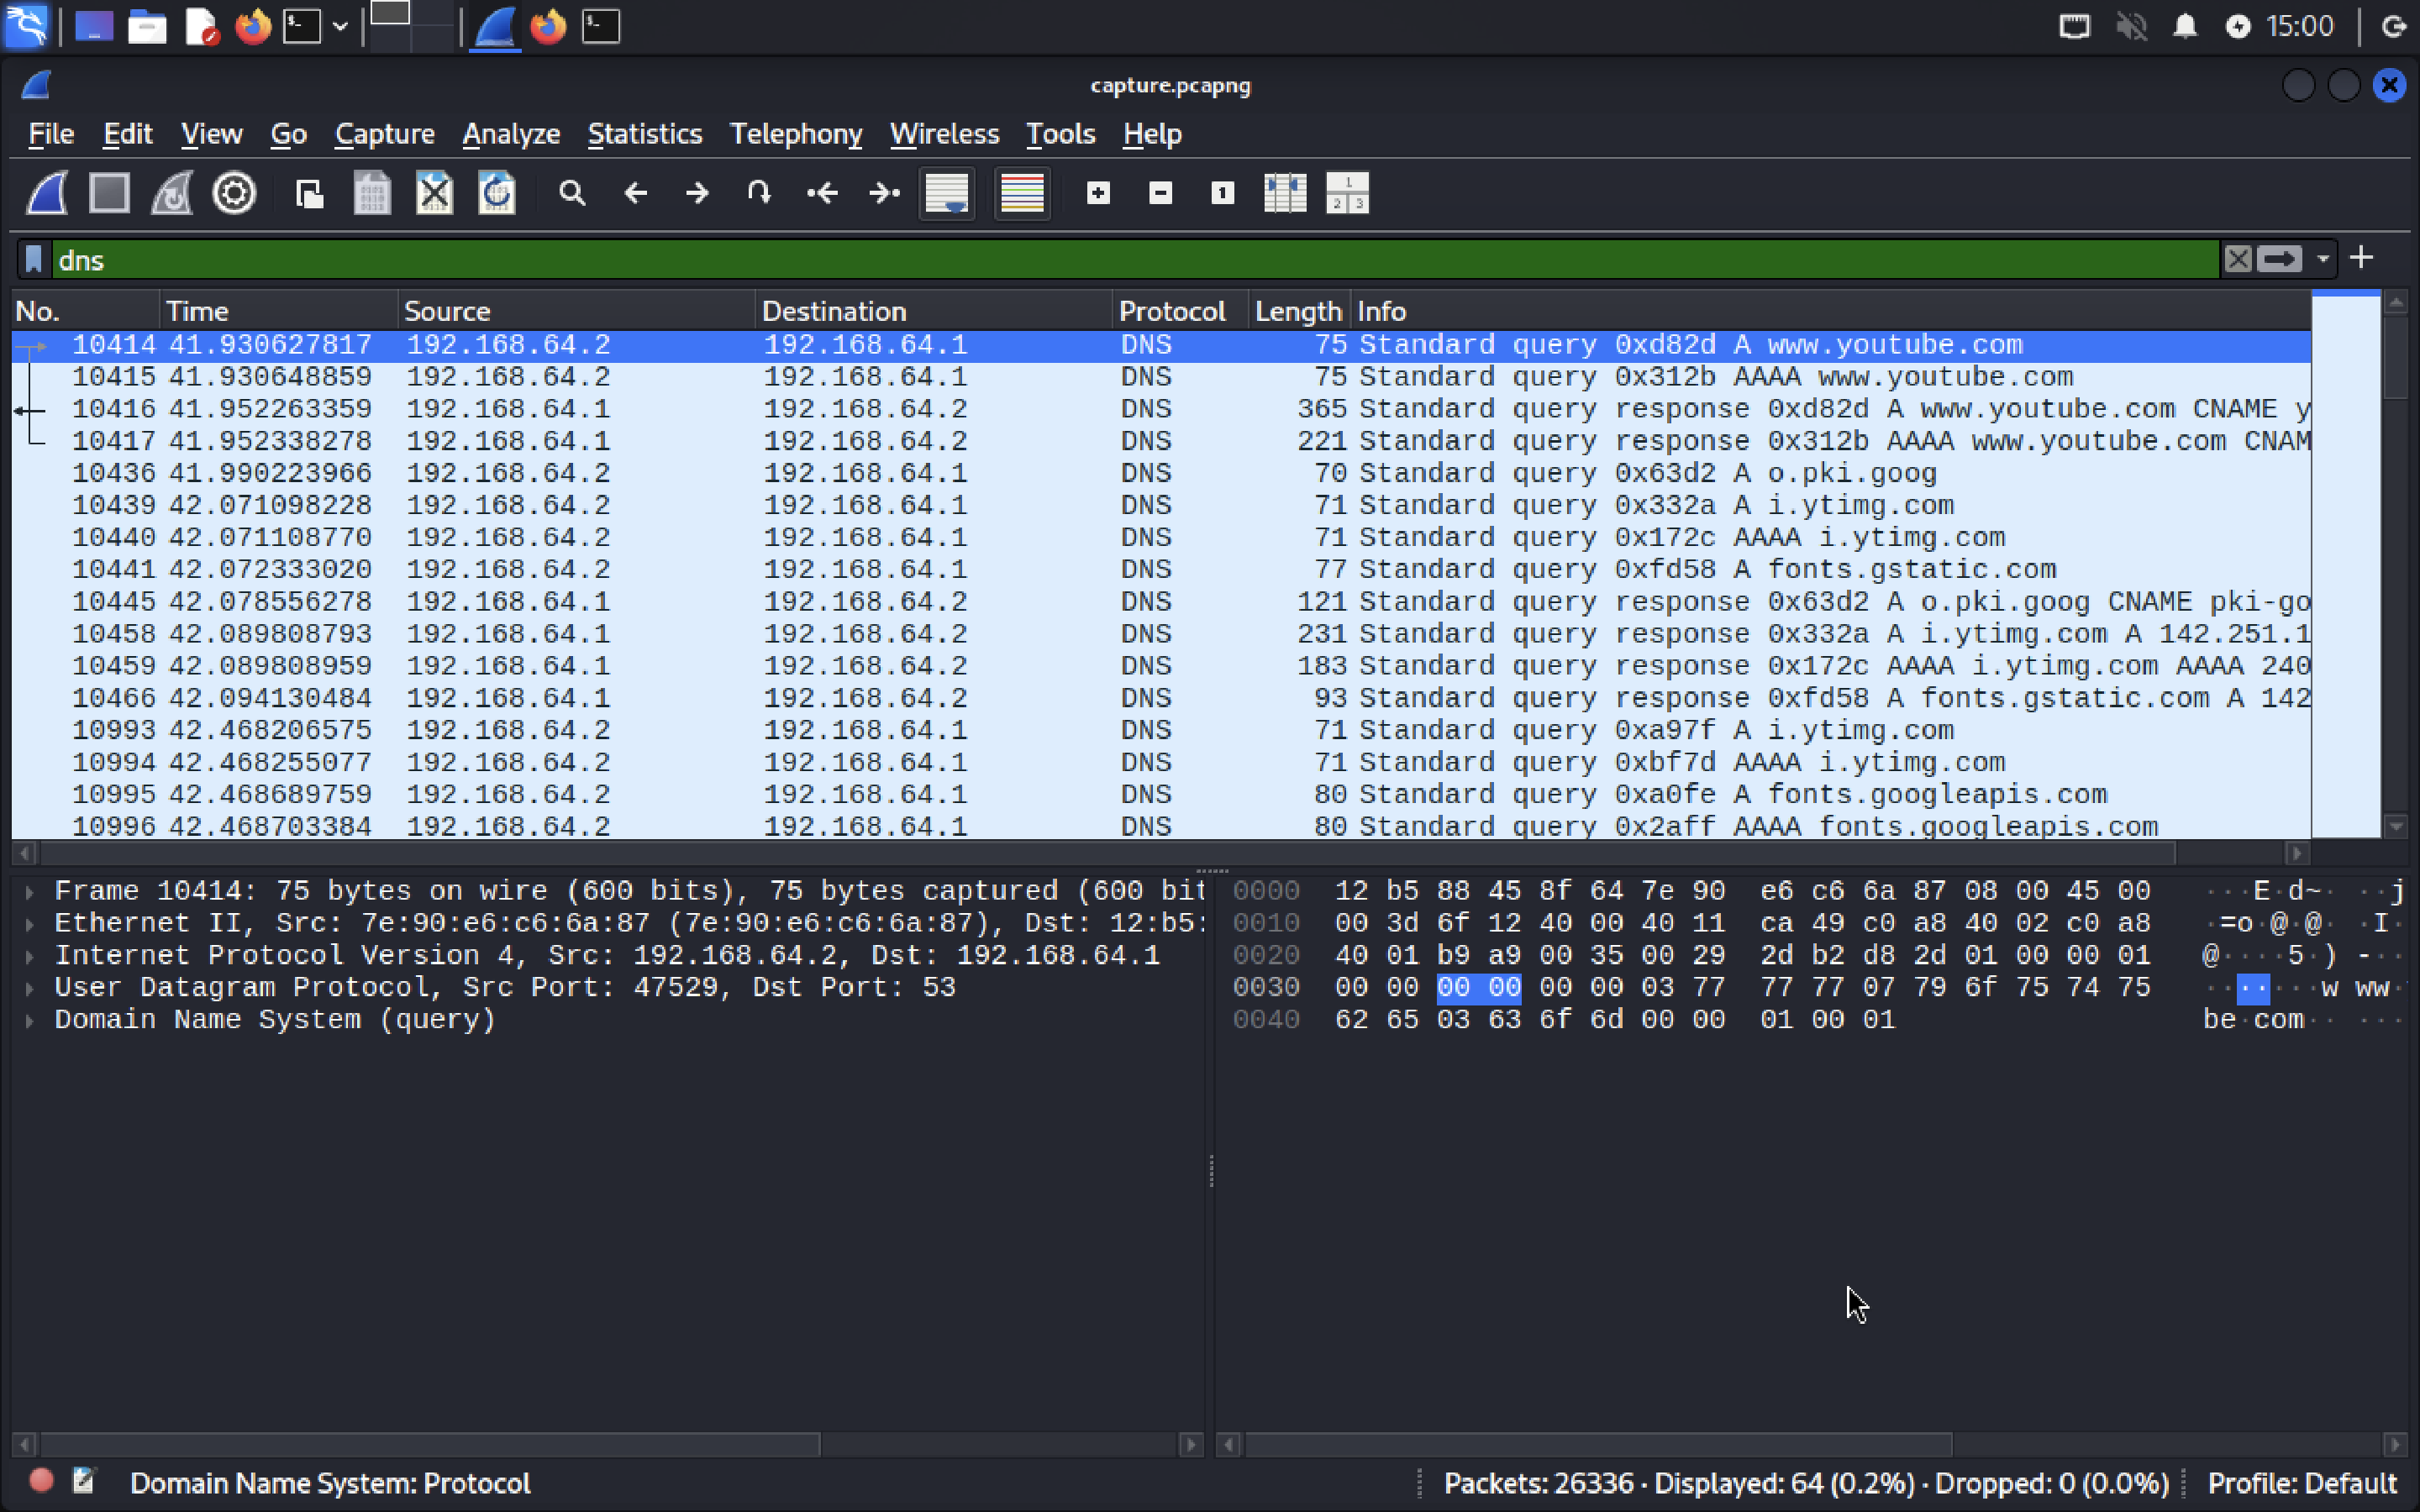 15:00
capture.pcapng
File Edit View Go Capture Analyze Statistics Telephony Wireless Tools Help
dns
No. Time Source Destination Protocol Length Info
10414 41.930627817 192.168.64.2 192.168.64.1 DNS 75 Standard query 0xd82d A www.youtube.com
10415 41.930648859 192.168.64.2 192.168.64.1 DNS 75 Standard query 0x312b AAAA www.youtube.com
10416 41.952263359 192.168.64.1 192.168.64.2 DNS 365 Standard query response 0xd82d A www.youtube.com CNAME y
10417 41.952338278 192.168.64.1 192.168.64.2 DNS 221 Standard query response 0x312b AAAA www.youtube.com CNAM
10436 41.990223966 192.168.64.2 192.168.64.1 DNS 70 Standard query 0x63d2 A o.pki.goog
10439 42.071098228 192.168.64.2 192.168.64.1 DNS 71 Standard query 0x332a A i.ytimg.com
10440 42.071108770 192.168.64.2 192.168.64.1 DNS 71 Standard query 0x172c AAAA i.ytimg.com
10441 42.072333020 192.168.64.2 192.168.64.1 DNS 77 Standard query 0xfd58 A fonts.gstatic.com
10445 42.078556278 192.168.64.1 192.168.64.2 DNS 121 Standard query response 0x63d2 A o.pki.goog CNAME pki-go
10458 42.089808793 192.168.64.1 192.168.64.2 DNS 231 Standard query response 0x332a A i.ytimg.com A 142.251.1
10459 42.089808959 192.168.64.1 192.168.64.2 DNS 183 Standard query response 0x172c AAAA i.ytimg.com AAAA 240
10466 42.094130484 192.168.64.1 192.168.64.2 DNS 93 Standard query response 0xfd58 A fonts.gstatic.com A 142
10993 42.468206575 192.168.64.2 192.168.64.1 DNS 71 Standard query 0xa97f A i.ytimg.com
10994 42.468255077 192.168.64.2 192.168.64.1 DNS 71 Standard query 0xbf7d AAAA i.ytimg.com
10995 42.468689759 192.168.64.2 192.168.64.1 DNS 80 Standard query 0xa0fe A fonts.googleapis.com
10996 42.468703384 192.168.64.2 192.168.64.1 DNS 80 Standard query 0x2aff AAAA fonts.googleapis.com
Frame 10414: 75 bytes on wire (600 bits), 75 bytes captured (600 bit
Ethernet II, Src: 7e:90:e6:c6:6a:87 (7e:90:e6:c6:6a:87), Dst: 12:b5:
Internet Protocol Version 4, Src: 192.168.64.2, Dst: 192.168.64.1
User Datagram Protocol, Src Port: 47529, Dst Port: 53
Domain Name System (query)
0000 12 b5 88 45 8f 64 7e 90 e6 c6 6a 87 08 00 45 00 ···E·d~· ··j
0010 00 3d 6f 12 40 00 40 11 ca 49 c0 a8 40 02 c0 a8 ·=o·@·@· ·I·
0020 40 01 b9 a9 00 35 00 29 2d b2 d8 2d 01 00 00 01 @····5·) -··
0030 00 00 00 00 00 00 03 77 77 77 07 79 6f 75 74 75 ·······w ww·
0040 62 65 03 63 6f 6d 00 00 01 00 01 be·com·· ···
Domain Name System: Protocol
Packets: 26336 · Displayed: 64 (0.2%) · Dropped: 0 (0.0%)
Profile: Default